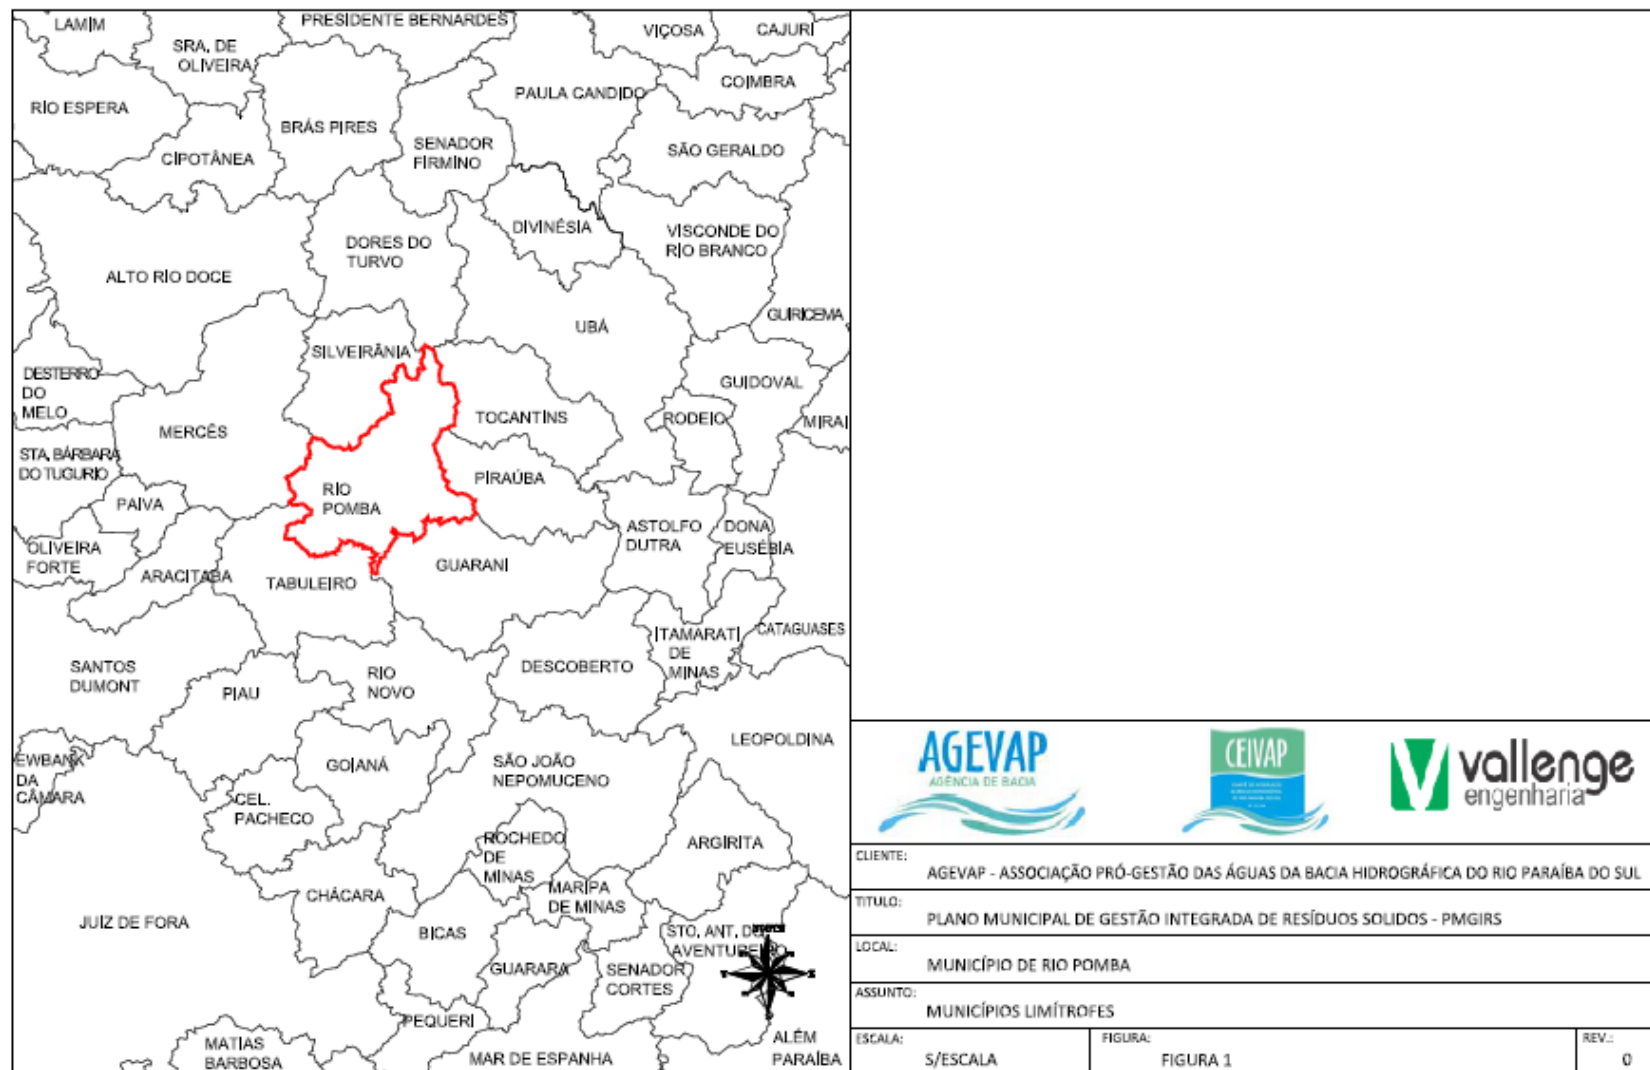 LAMIM
PRESIDENTE BERNARDES
VIÇOSA
CAJURI
SRA. DE
OLIVEIRA
COIMBRA
RIO ESPERA
PAULA CANDIDO
BRÁS PIRES
SENADOR
FIRMINO
CIPOTÂNEA
SÃO GERALDO
DIVINÉSIA
VISCONDE DO
RIO BRANCO
DORES DO
TURVO
ALTO RIO DOCE
GUIRICEMA
UBÁ
SILVEIRÂNIA
DESTERRO
DO
MELO
GUIDOVAL
MERCÊS
TOCANTINS
RODEIO
MIRAI
STA. BÁRBARA
DO TUGURIO
PIRAÚBA
RIO
POMBA
PAIVA
ASTOLFO
DUTRA
DONA
EUSÉBIA
OLIVEIRA
FORTE
ARACITABA
TABULEIRO
GUARANI
ITAMARATI
DE
MINAS
CATAGUASES
SANTOS
DUMONT
PIAU
RIO
NOVO
DESCOBERTO
LEOPOLDINA
EWBANK
DA
CÂMARA
GOIANÁ
SÃO JOÃO
NEPOMUCENO
CEL.
PACHECO
ROCHEDO
DE
MINAS
ARGIRITA
CHÁCARA
MARIPA
DE MINAS
JUIZ DE FORA
BICAS
STO. ANT. DO
AVENTUREIRO
GUARARA
SENADOR
CORTES
PEQUERI
MATIAS
BARBOSA
MAR DE ESPANHA
ALÉM
PARAÍBA
AGEVAP
AGÊNCIA DE BACIA
CEIVAP
vallenge
engenharia
CLIENTE:
AGEVAP - ASSOCIAÇÃO PRÓ-GESTÃO DAS ÁGUAS DA BACIA HIDROGRÁFICA DO RIO PARAÍBA DO SUL
TITULO:
PLANO MUNICIPAL DE GESTÃO INTEGRADA DE RESÍDUOS SOLIDOS - PMGIRS
LOCAL:
MUNICÍPIO DE RIO POMBA
ASSUNTO:
MUNICÍPIOS LIMÍTROFES
ESCALA:
S/ESCALA
FIGURA:
FIGURA 1
REV.:
0